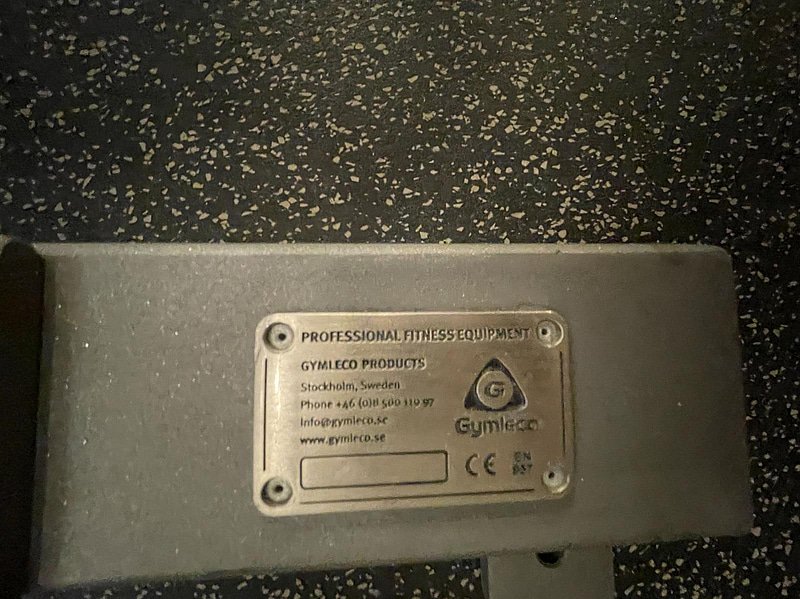 PROFESSIONAL FITNESS EQUIPMENT
GYMLECO PRODUCTS
Stockholm, Sweden
Phone +46 (0)8 500 110 97
info@gymleco.se
www.gymleco.se
G
Gymleco
CE
EN
957